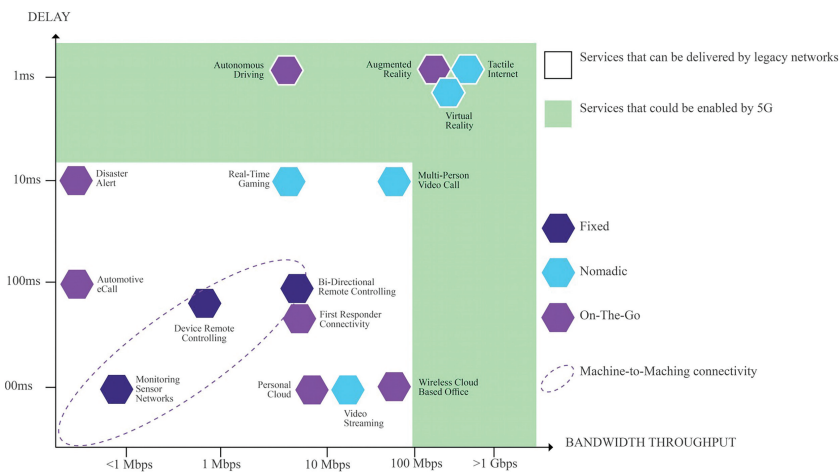 DELAY
1ms
10ms
100ms
00ms
Autonomous
Driving
Augmented
Reality
Tactile
Internet
Virtual
Reality
Disaster
Alert
Real-Time
Gaming
Multi-Person
Video Call
Automotive
eCall
Bi-Directional
Remote Controlling
Device Remote
Controlling
First Responder
Connectivity
Monitoring
Sensor
Networks
Personal
Cloud
Video
Streaming
Wireless Cloud
Based Office
<1 Mbps
1 Mbps
10 Mbps
100 Mbps
>1 Gbps
BANDWIDTH THROUGHPUT
Services that can be delivered by legacy networks
Services that could be enabled by 5G
Fixed
Nomadic
On-The-Go
Machine-to-Maching connectivity